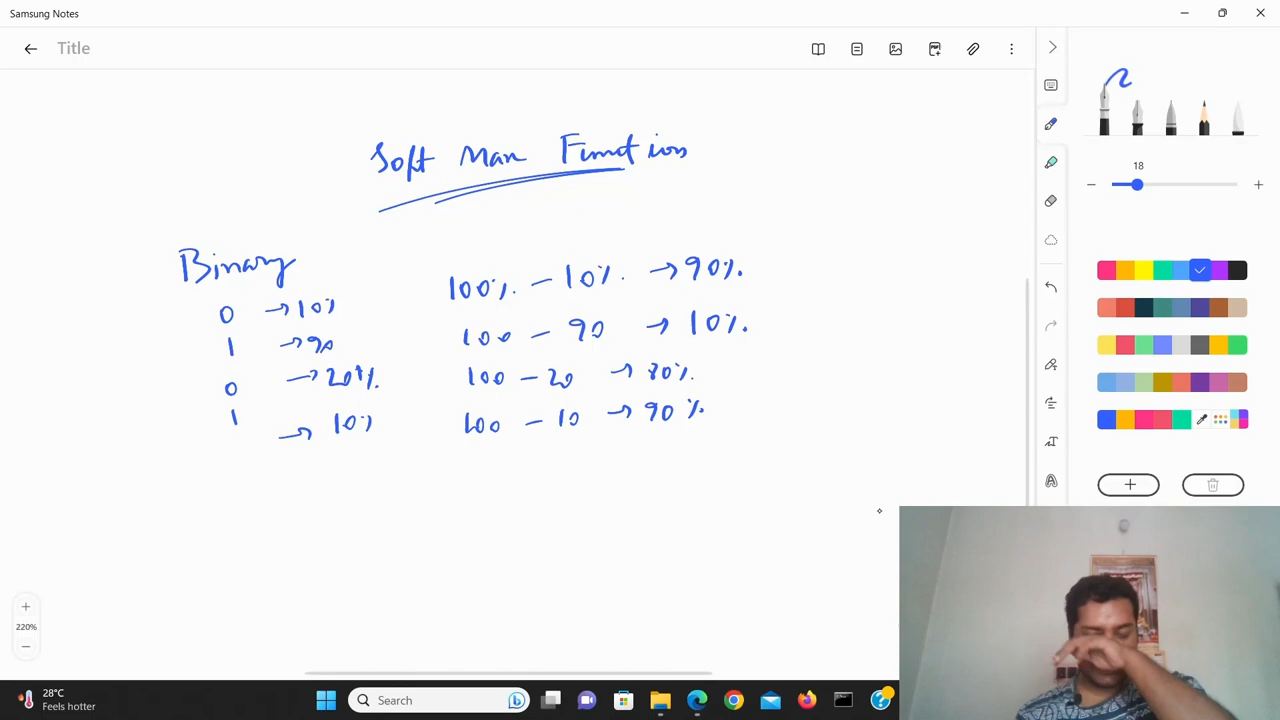 Samsung Notes
Title
Soft Max Function
Binary
0 → 10%
1 → 90
0 → 20%
1 → 10%
100% - 10% → 90%
100 - 90 → 10%
100 - 20 → 80%
100 - 10 → 90%
18
220%
28°C
Feels hotter
Search